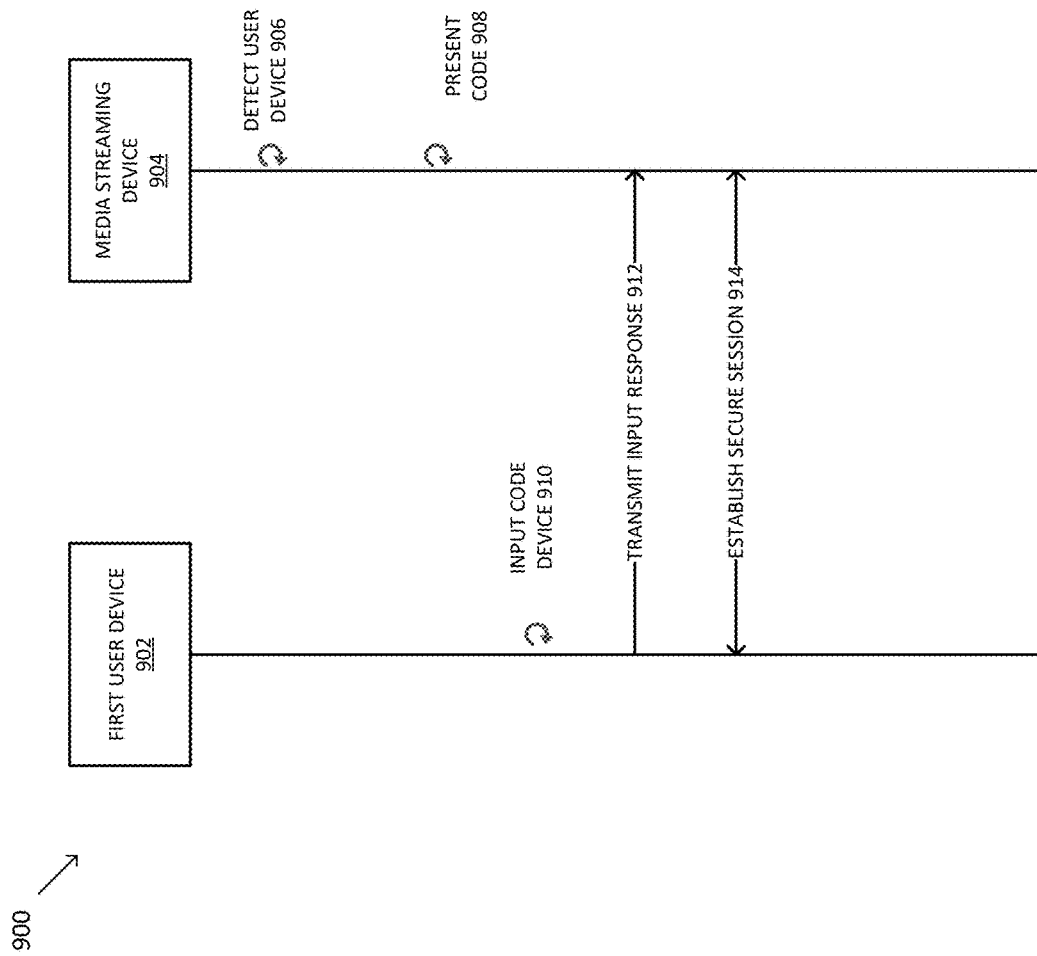 900
FIRST USER DEVICE
902
MEDIA STREAMING
DEVICE
904
DETECT USER
DEVICE 906
PRESENT
CODE 908
INPUT CODE
DEVICE 910
TRANSMIT INPUT RESPONSE 912
ESTABLISH SECURE SESSION 914